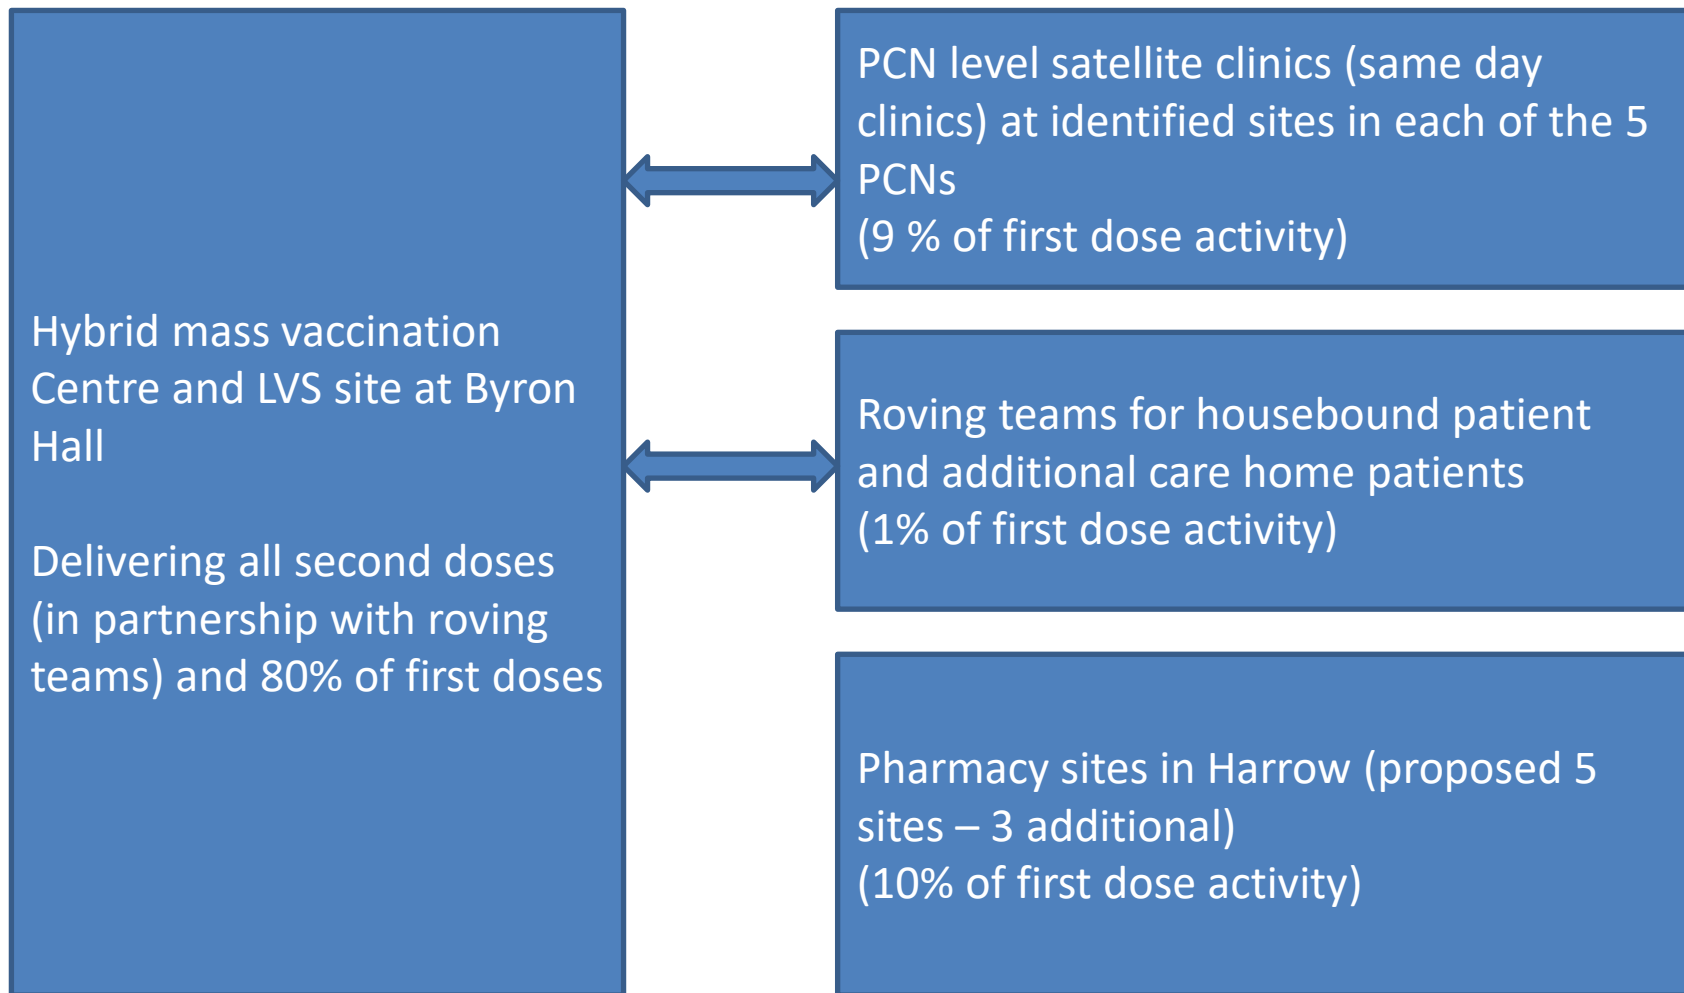 Hybrid mass vaccination
Centre and LVS site at Byron
Hall
Delivering all second doses
(in partnership with roving
teams) and 80% of first doses
PCN level satellite clinics (same day
clinics) at identified sites in each of the 5
PCNs
(9 % of first dose activity)
Roving teams for housebound patient
and additional care home patients
(1% of first dose activity)
Pharmacy sites in Harrow (proposed 5
sites – 3 additional)
(10% of first dose activity)